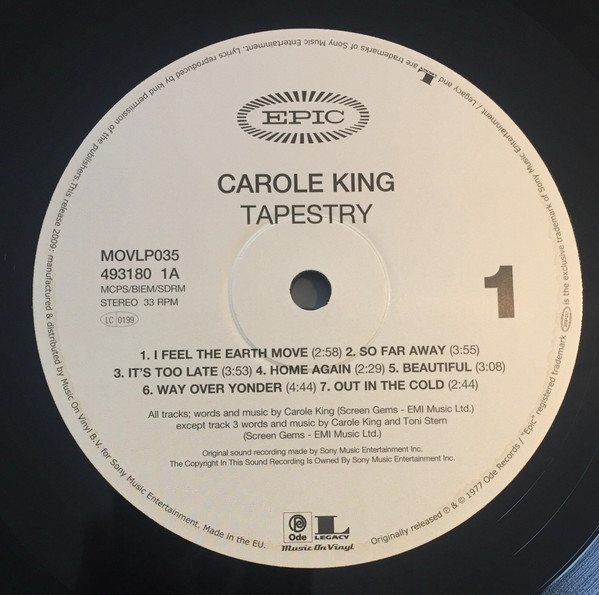 EPIC
CAROLE KING
TAPESTRY
MOVLP035
493180 1A
MCPS/BIEM/SDRM
STEREO 33 RPM
LC 0199
1
1. I FEEL THE EARTH MOVE (2:58) 2. SO FAR AWAY (3:55)
3. IT'S TOO LATE (3:53) 4. HOME AGAIN (2:29) 5. BEAUTIFUL (3:08)
6. WAY OVER YONDER (4:44) 7. OUT IN THE COLD (2:44)
All tracks; words and music by Carole King (Screen Gems - EMI Music Ltd.)
except track 3 words and music by Carole King and Toni Stern
(Screen Gems - EMI Music Ltd.)
Original sound recording made by Sony Music Entertainment Inc.
The Copyright In This Sound Recording Is Owned By Sony Music Entertainment Inc.
Ode
L
LEGACY
Music On Vinyl
Originally released ℗ & © 1977 Ode Records / "Epic" registered trademark EPIC is the exclusive trademark of Sony Music Entertainment / Legacy and L are trademarks of Sony Music Entertainment. Lyrics reproduced by kind permission of the publishers. This release 2009: manufactured & distributed by Music On Vinyl B.V. for Sony Music Entertainment. Made in the EU.